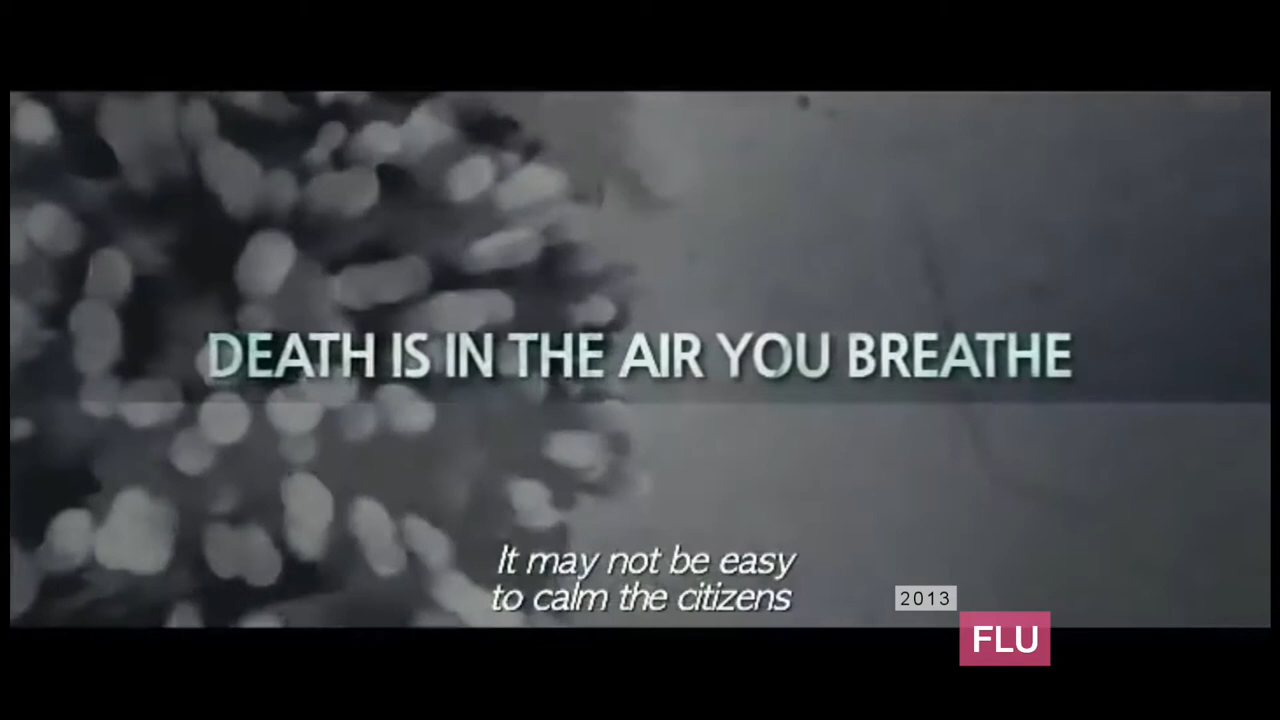 DEATH IS IN THE AIR YOU BREATHE
It may not be easy
to calm the citizens
2013
FLU